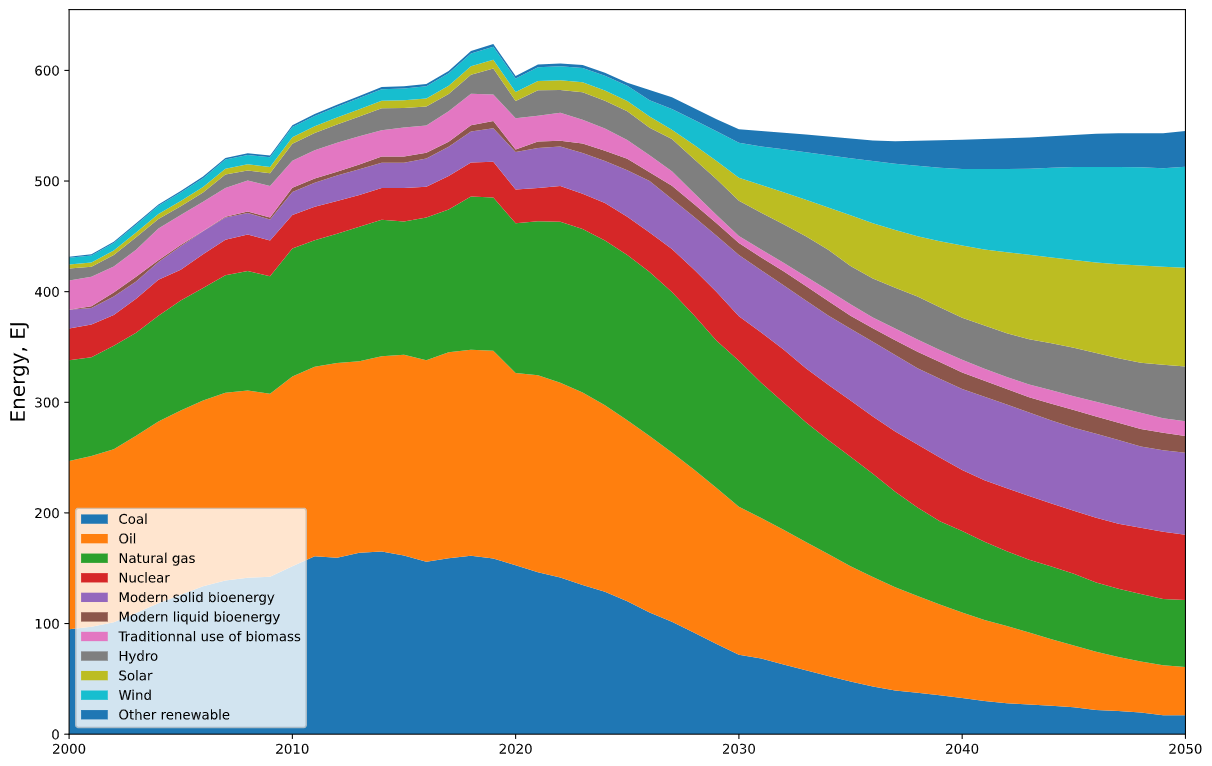 600
500
400
300
200
100
0
Energy, EJ
Coal
Oil
Natural gas
Nuclear
Modern solid bioenergy
Modern liquid bioenergy
Traditionnal use of biomass
Hydro
Solar
Wind
Other renewable
2000 2010 2020 2030 2040 2050